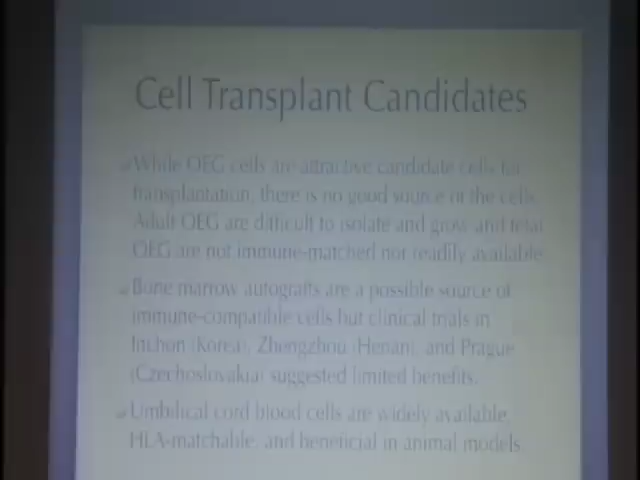 Cell Transplant Candidates
While OEG cells are attractive candidate cells for
transplantation, there is no good source of the cells.
Adult OEG are difficult to isolate and grow and fetal
OEG are not immune-matched nor readily available
Bone marrow autografts are a possible source of
immune-compatible cells but clinical trials in
Inchon (Korea), Zhengzhou (Henan), and Prague
(Czechoslovakia) suggested limited benefits.
Umbilical cord blood cells are widely available,
HLA-matchable, and beneficial in animal models